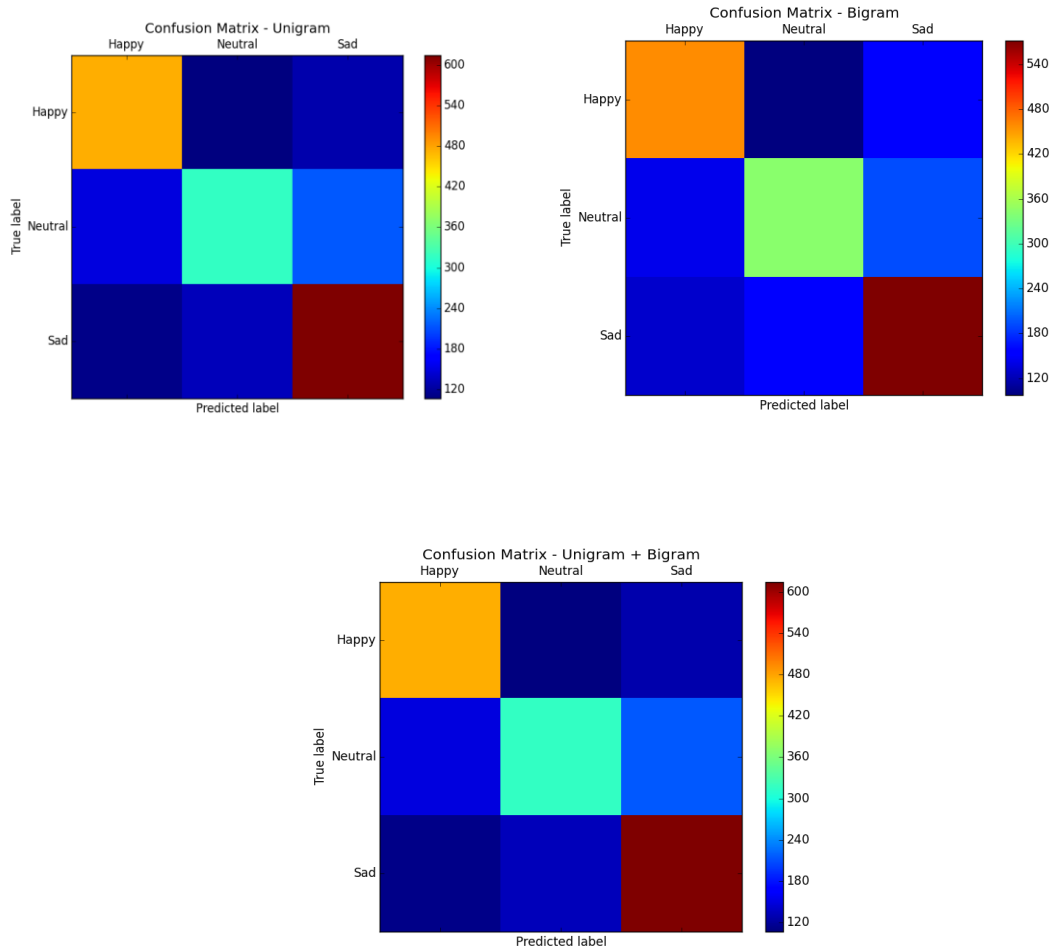 Confusion Matrix - Unigram
Happy Neutral Sad
Happy
Neutral
Sad
True label
Predicted label
600
540
480
420
360
300
240
180
120
Confusion Matrix - Bigram
Happy Neutral Sad
Happy
Neutral
Sad
True label
Predicted label
540
480
420
360
300
240
180
120
Confusion Matrix - Unigram + Bigram
Happy Neutral Sad
Happy
Neutral
Sad
True label
Predicted label
600
540
480
420
360
300
240
180
120